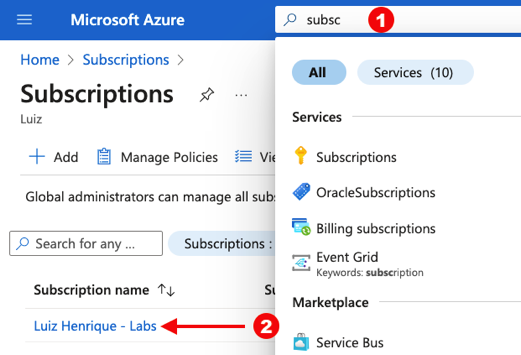 Microsoft Azure
subsc
1
Home > Subscriptions >
Subscriptions
...
Luiz
Add
Manage Policies
Vie
Global administrators can manage all subs
Search for any ...
Subscriptions :
Subscription name ↑↓
Su
Luiz Henrique - Labs
2
All
Services (10)
Services
Subscriptions
OracleSubscriptions
Billing subscriptions
Event Grid
Keywords: subscription
Marketplace
Service Bus